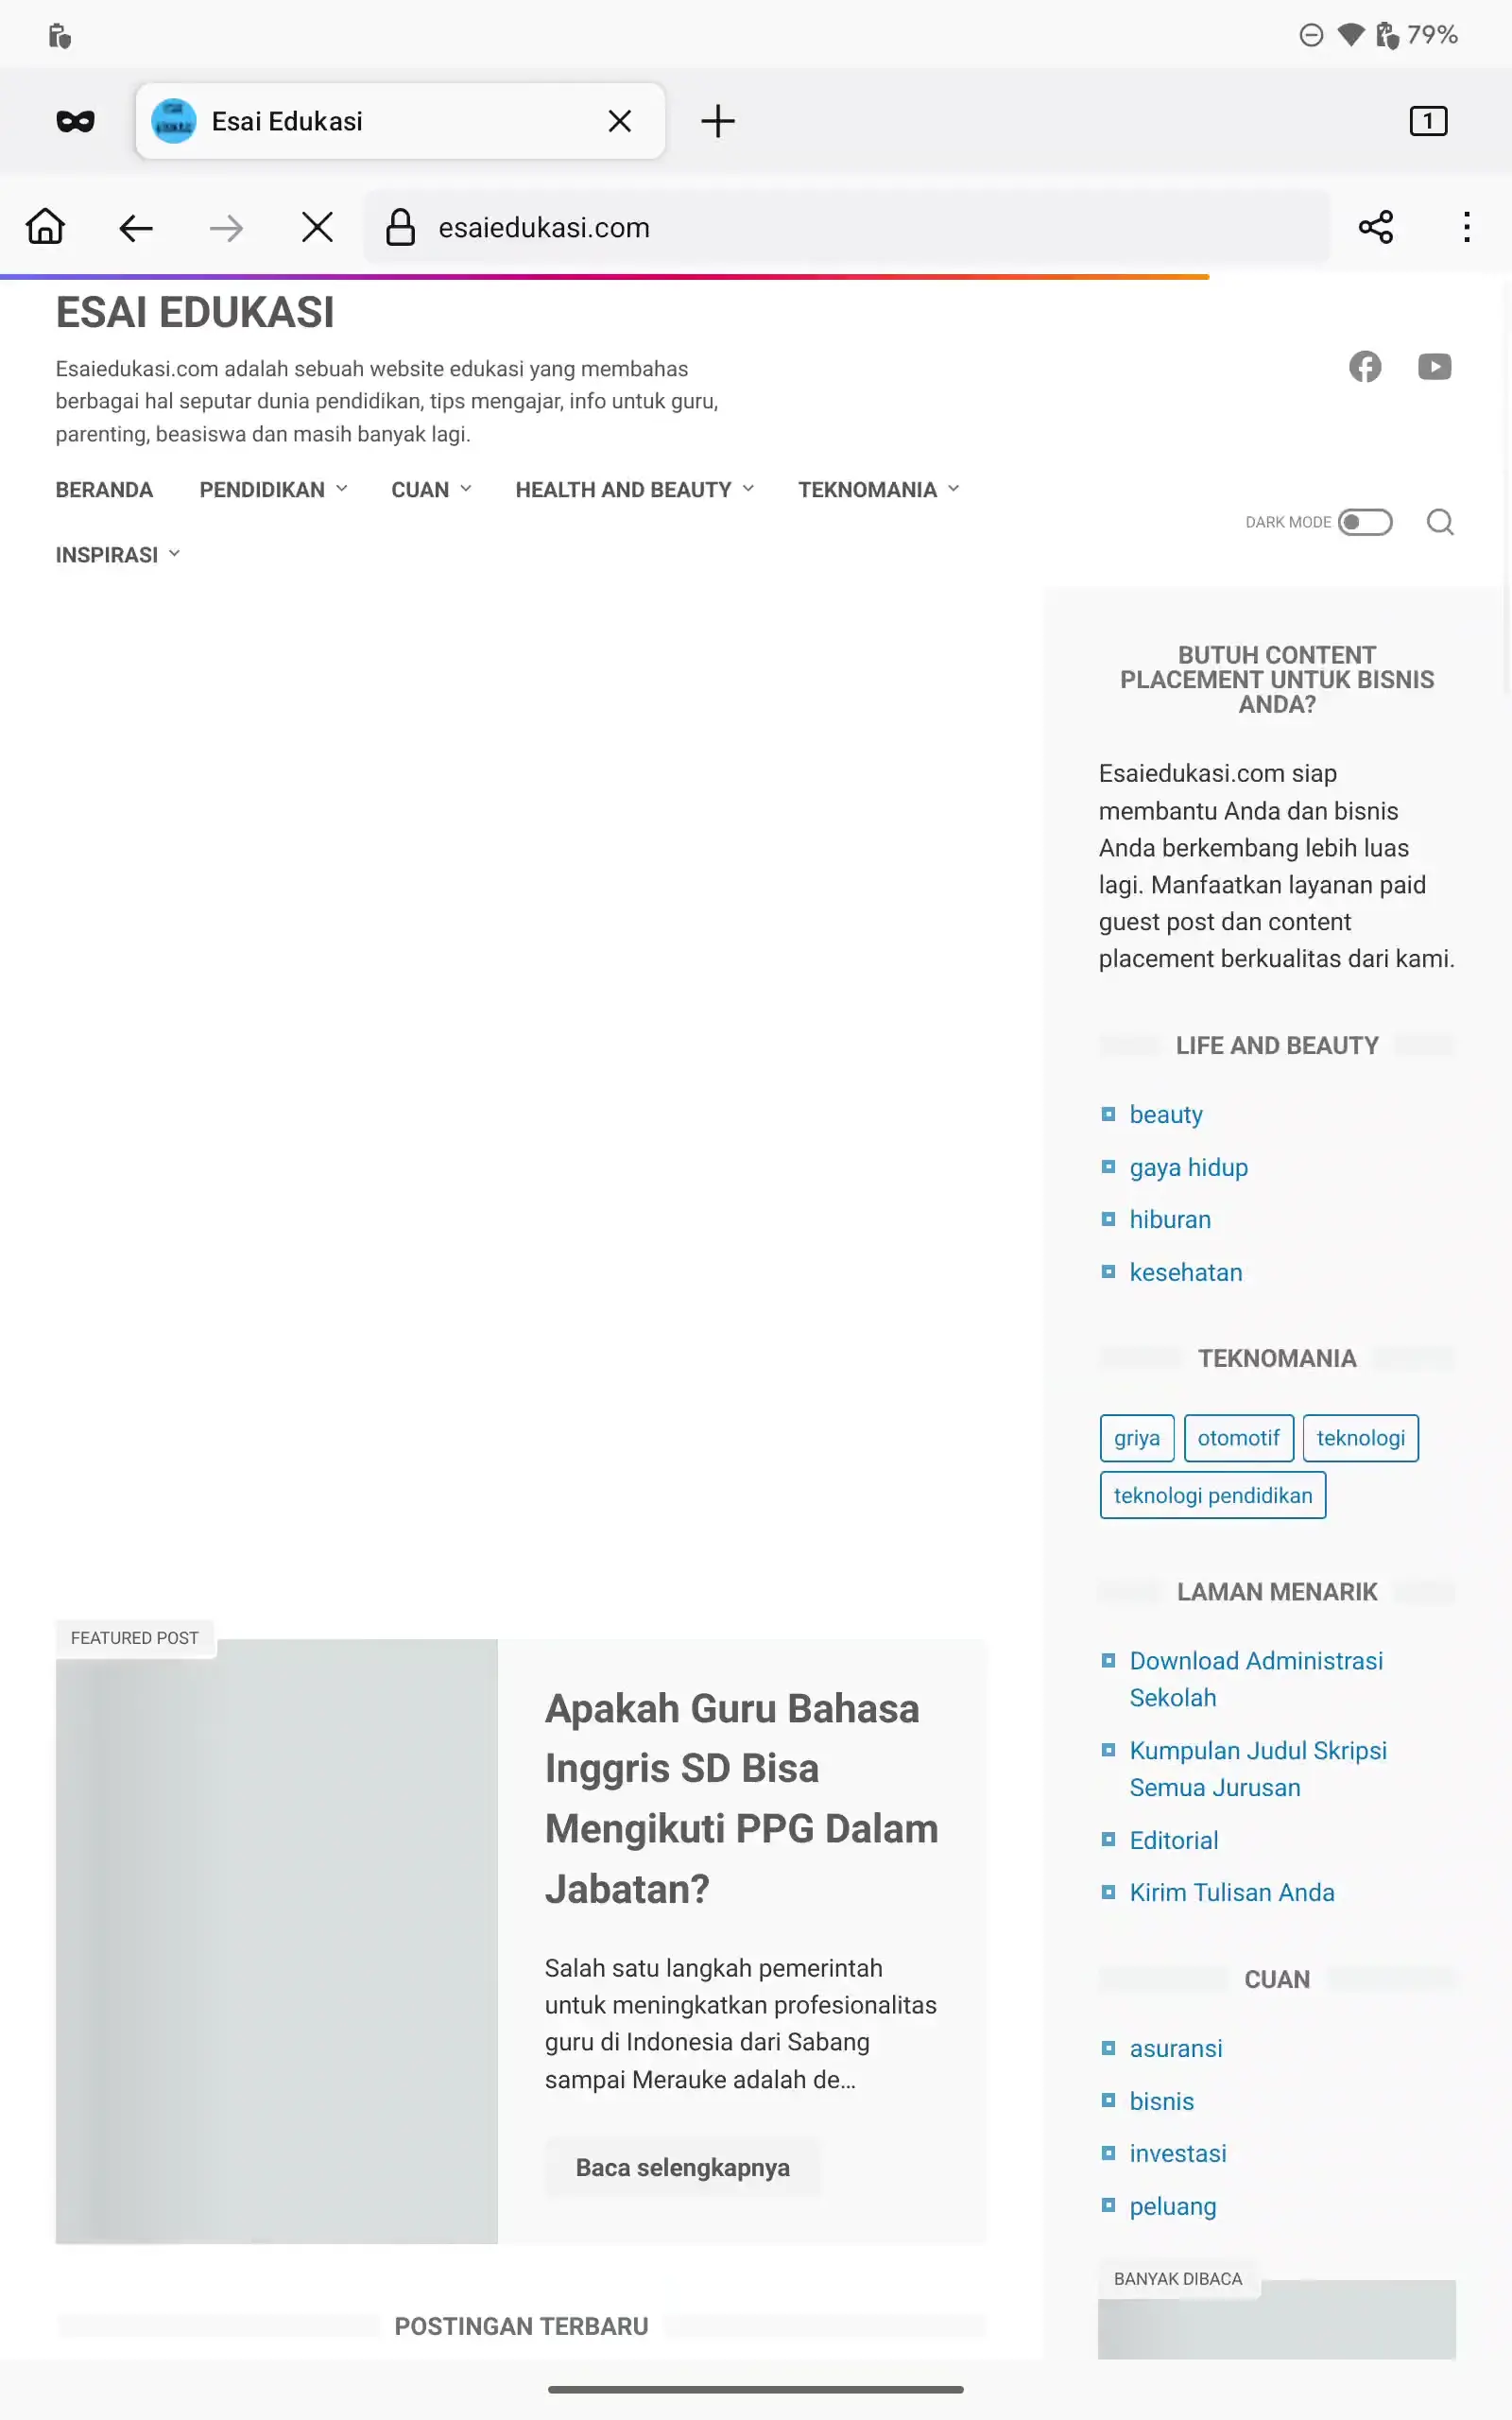 79%
Esai Edukasi
1
esaiedukasi.com
ESAI EDUKASI
Esaiedukasi.com adalah sebuah website edukasi yang membahas
berbagai hal seputar dunia pendidikan, tips mengajar, info untuk guru,
parenting, beasiswa dan masih banyak lagi.
BERANDA
PENDIDIKAN
CUAN
HEALTH AND BEAUTY
TEKNOMANIA
INSPIRASI
DARK MODE
BUTUH CONTENT
PLACEMENT UNTUK BISNIS
ANDA?
Esaiedukasi.com siap
membantu Anda dan bisnis
Anda berkembang lebih luas
lagi. Manfaatkan layanan paid
guest post dan content
placement berkualitas dari kami.
LIFE AND BEAUTY
beauty
gaya hidup
hiburan
kesehatan
TEKNOMANIA
griya
otomotif
teknologi
teknologi pendidikan
LAMAN MENARIK
Download Administrasi
Sekolah
Kumpulan Judul Skripsi
Semua Jurusan
Editorial
Kirim Tulisan Anda
CUAN
asuransi
bisnis
investasi
peluang
BANYAK DIBACA
FEATURED POST
Apakah Guru Bahasa
Inggris SD Bisa
Mengikuti PPG Dalam
Jabatan?
Salah satu langkah pemerintah
untuk meningkatkan profesionalitas
guru di Indonesia dari Sabang
sampai Merauke adalah de...
Baca selengkapnya
POSTINGAN TERBARU